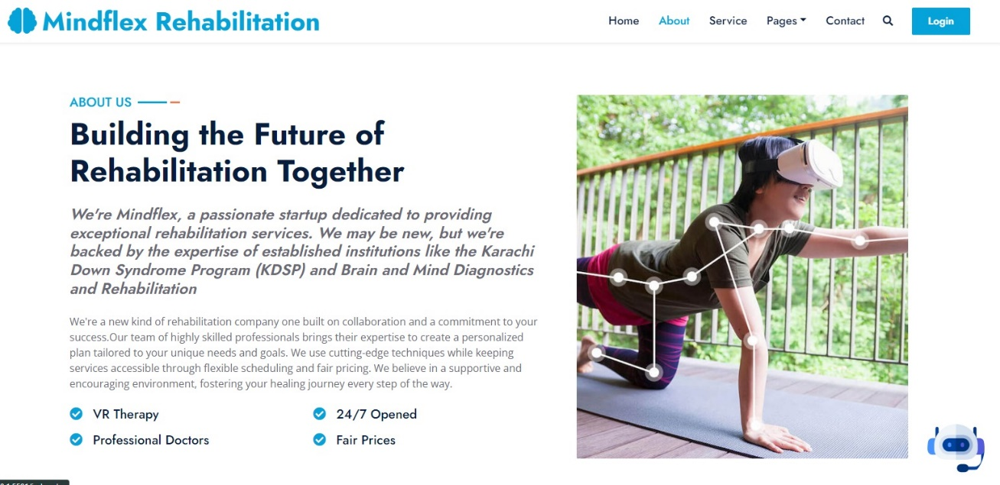 Mindflex Rehabilitation
Home About Service Pages Contact Login
ABOUT US
Building the Future of
Rehabilitation Together
We're Mindflex, a passionate startup dedicated to providing
exceptional rehabilitation services. We may be new, but we're
backed by the expertise of established institutions like the Karachi
Down Syndrome Program (KDSP) and Brain and Mind Diagnostics
and Rehabilitation
We're a new kind of rehabilitation company one built on collaboration and a commitment to your
success.Our team of highly skilled professionals brings their expertise to create a personalized
plan tailored to your unique needs and goals. We use cutting-edge techniques while keeping
services accessible through flexible scheduling and fair pricing. We believe in a supportive and
encouraging environment, fostering your healing journey every step of the way.
VR Therapy
24/7 Opened
Professional Doctors
Fair Prices